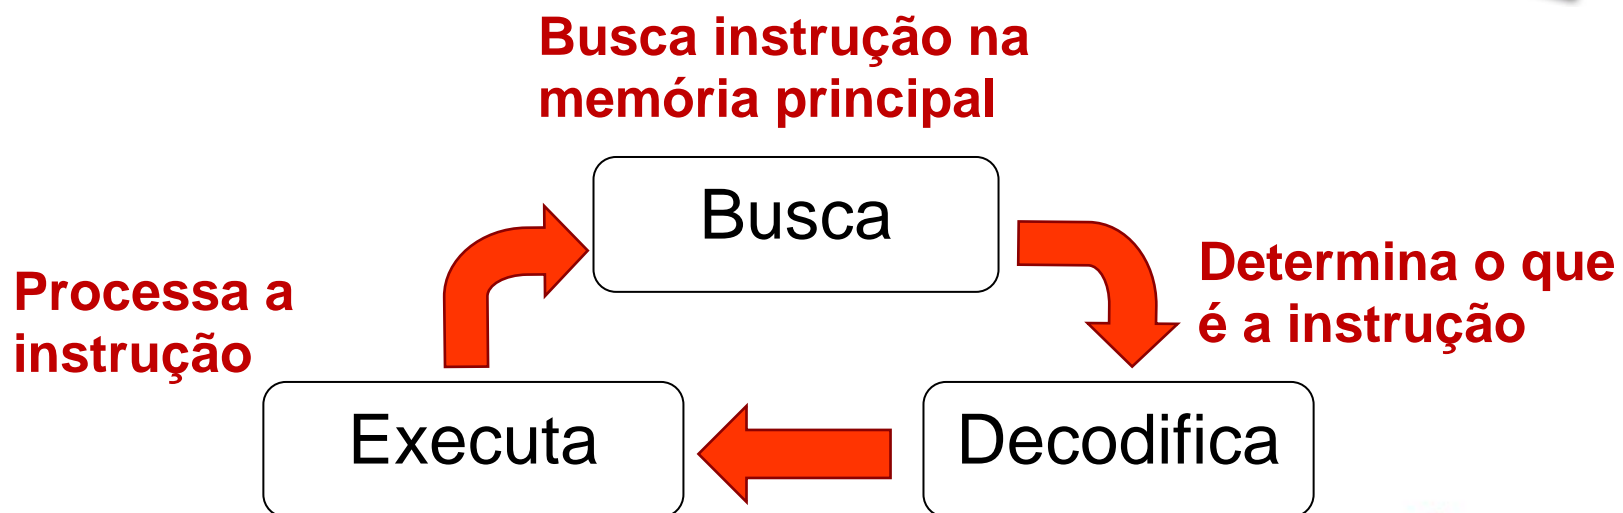 Busca instrução na
memória principal
Busca
Determina o que
é a instrução
Processa a
instrução
Executa
Decodifica